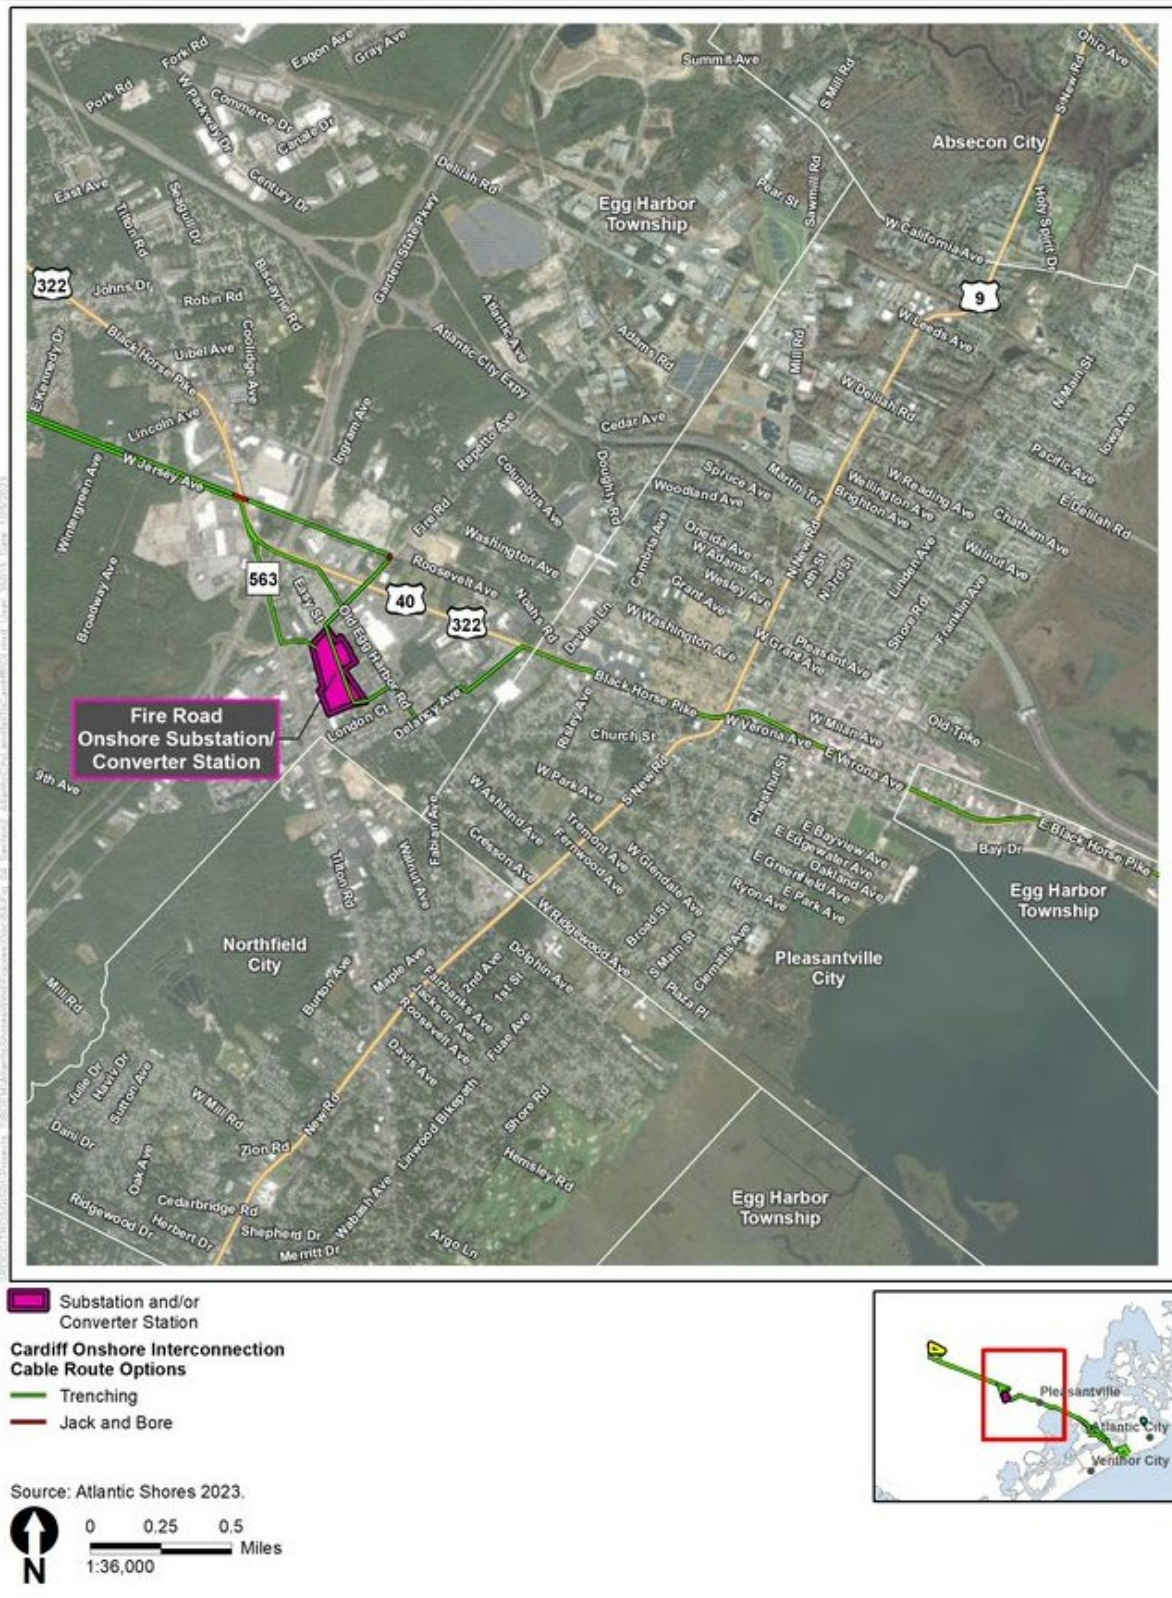 Ohio Ave
Eagon Ave
Gray Ave
Fork Rd
Summit Ave
S Mill Rd
S New Rd
Pork Rd
W Parkway Dr
Commerce Dr
Canale Dr
Absecon City
Delilah Rd
Century Dr
East Ave
Seagull Dr
Tilton Rd
Pear St
Sawmill Rd
Egg Harbor
Township
Holy Spirit Dr
W California Ave
Garden State Pkwy
Biscayne Rd
322
Johns Dr
Robin Rd
9
W Leeds Ave
Atlantic Ave
Black Horse Pike
Uibel Ave
Coolidge Ave
Atlantic City Expy
Adams Rd
Mill Rd
E Kennedy Dr
N Main St
W Delilah Rd
Lincoln Ave
Ingram Ave
Repetto Ave
Cedar Ave
Iowa Ave
W Jersey Ave
Wintergreen Ave
Columbus Ave
Doughty Rd
Spruce Ave
Woodland Ave
Martin Ter
W Reading Ave
Wellington Ave
Brighton Ave
Pacific Ave
E Delilah Rd
Chatham Ave
Walnut Ave
Fire Rd
Washington Ave
Cambria Ave
Oneida Ave
W Adams Ave
Wesley Ave
Grant Ave
N New Rd
4th St
N 3rd St
Linden Ave
Shore Rd
Franklin Ave
Broadway Ave
563
Easy St
Roosevelt Ave
40
322
Noahs Rd
Devins Ln
W Washington Ave
W Grant Ave
Pleasant Ave
Old Egg Harbor Rd
Black Horse Pike
Fire Road
Onshore Substation/
Converter Station
London Ct
Delancy Ave
Risley Ave
Church St
W Verona Ave
W Milan Ave
Old Tpke
E Verona Ave
9th Ave
W Park Ave
S New Rd
Chestnut St
E Black Horse Pike
Bay Dr
Fabian Ave
W Ashland Ave
Cresson Ave
Tremont Ave
Fernwood Ave
W Glendale Ave
E Bayview Ave
E Edgewater Ave
Oakland Ave
E Greenfield Ave
E Park Ave
Ryon Ave
Tilton Rd
Walnut Ave
Egg Harbor
Township
W Ridgewood Ave
Broad St
S Main St
Clematis Ave
Northfield
City
Pleasantville
City
Dolphin Ave
Plaza Pl
Mill Rd
Burton Ave
Maple Ave
Fairbanks Ave
2nd Ave
1st St
Jackson Ave
Roosevelt Ave
Fuae Ave
Davis Ave
Julie Dr
Haviv Dr
Sutton Ave
W Mill Rd
New Rd
Linwood Bikepath
Shore Rd
Dani Dr
Zion Rd
Oak Ave
Hemsley Rd
Egg Harbor
Township
Cedarbridge Rd
Wabash Ave
Ridgewood Dr
Herbert Dr
Shepherd Dr
Merritt Dr
Argo Ln
Substation and/or
Converter Station
Cardiff Onshore Interconnection
Cable Route Options
Trenching
Jack and Bore
Source: Atlantic Shores 2023.
0 0.25 0.5
Miles
1:36,000
N
Pleasantville
Atlantic City
Ventnor City